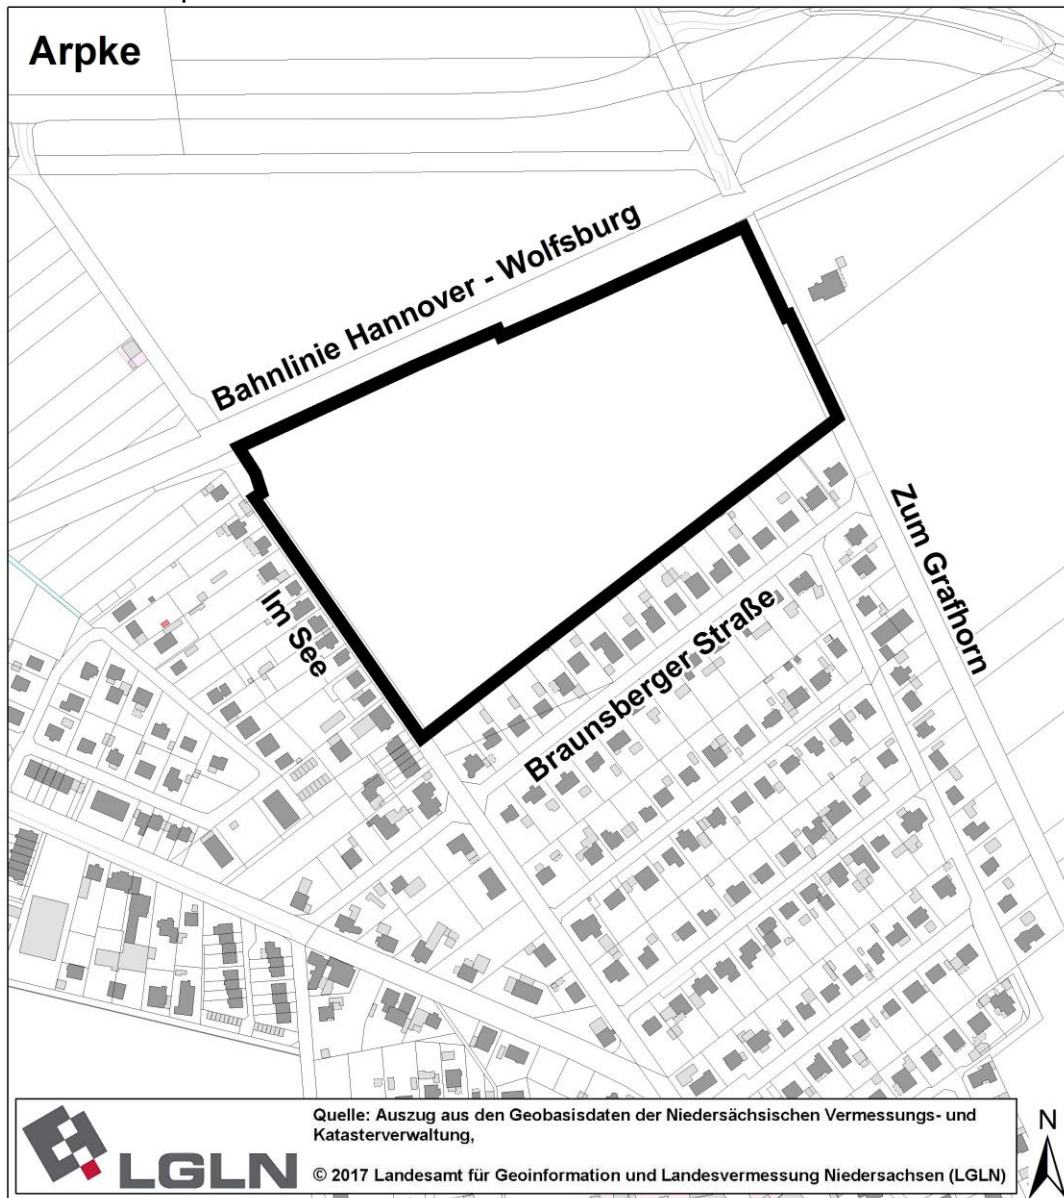 Arpke
Bahnlinie Hannover - Wolfsburg
Zum Grafhorn
Im See
Braunsberger Straße
LGLN
Quelle: Auszug aus den Geobasisdaten der Niedersächsischen Vermessungs- und
Katasterverwaltung,
© 2017 Landesamt für Geoinformation und Landesvermessung Niedersachsen (LGLN)
N